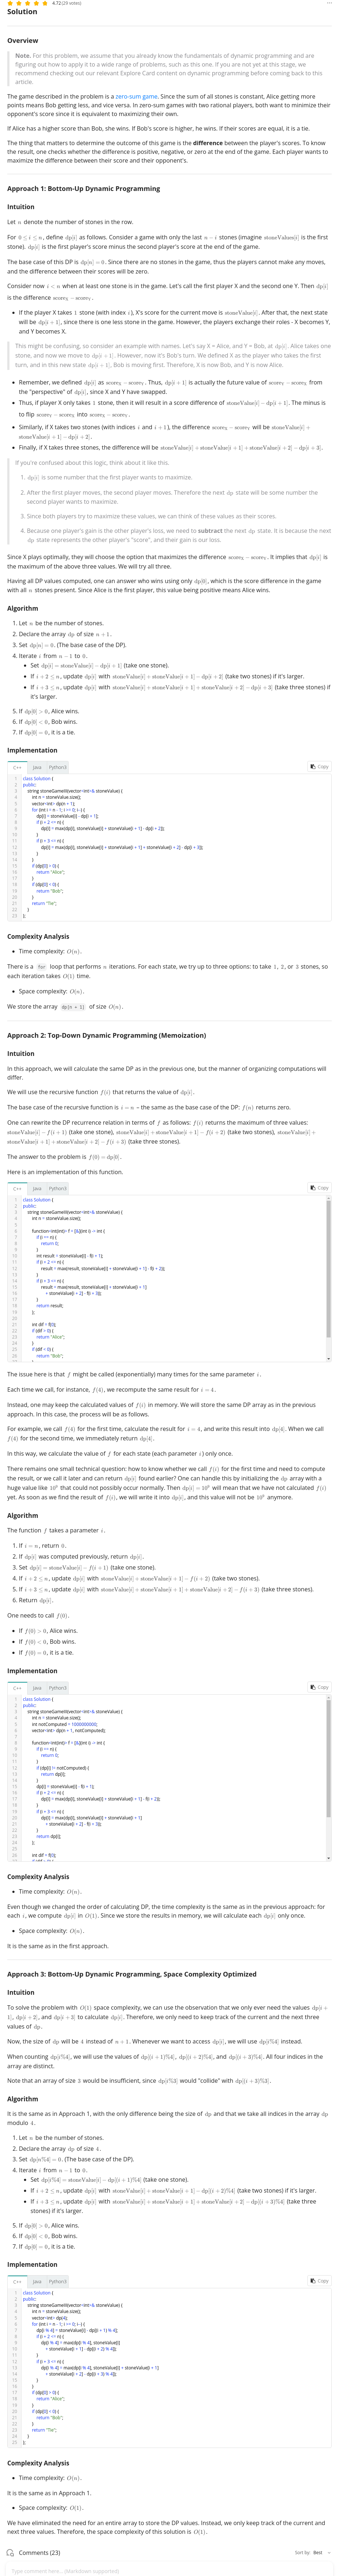 4.72 (29 votes)
Solution
Overview
Note. For this problem, we assume that you already know the fundamentals of dynamic programming and are
figuring out how to apply it to a wide range of problems, such as this one. If you are not yet at this stage, we
recommend checking out our relevant Explore Card content on dynamic programming before coming back to this
article.
The game described in the problem is a zero-sum game. Since the sum of all stones is constant, Alice getting more
points means Bob getting less, and vice versa. In zero-sum games with two rational players, both want to minimize their
opponent's score since it is equivalent to maximizing their own.
If Alice has a higher score than Bob, she wins. If Bob's score is higher, he wins. If their scores are equal, it is a tie.
The thing that matters to determine the outcome of this game is the difference between the player's scores. To know
the result, one checks whether the difference is positive, negative, or zero at the end of the game. Each player wants to
maximize the difference between their second and their opponent's.
Approach 1: Bottom-Up Dynamic Programming
Intuition
Let n denote the number of stones in the row.
For 0 ≤ i ≤ n, define dp[i] as follows. Consider a game with only the last n − i stones (imagine stoneValue[i] is the first
stone). dp[i] is the first player's score minus the second player's score at the end of the game.
The base case of this DP is dp[n] = 0. Since there are no stones in the game, thus the players cannot make any moves,
and the difference between their scores will be zero.
Consider now i < n when at least one stone is in the game. Let's call the first player X and the second one Y. Then dp[i]
is the difference scoreX − scoreY.
• If the player X takes 1 stone (with index i), X's score for the current move is stoneValue[i]. After that, the next state
will be dp[i + 1], since there is one less stone in the game. However, the players exchange their roles - X becomes Y,
and Y becomes X.
This might be confusing, so consider an example with names. Let's say X = Alice, and Y = Bob, at dp[i]. Alice takes one
stone, and now we move to dp[i + 1]. However, now it's Bob's turn. We defined X as the player who takes the first
turn, and in this new state dp[i + 1], Bob is moving first. Therefore, X is now Bob, and Y is now Alice.
• Remember, we defined dp[i] as scoreX − scoreY. Thus, dp[i + 1] is actually the future value of scoreY − scoreX from
the "perspective" of dp[i], since X and Y have swapped.
• Thus, if player X only takes 1 stone, then it will result in a score difference of stoneValue[i] − dp[i + 1]. The minus is
to flip scoreY − scoreX into scoreX − scoreY.
• Similarly, if X takes two stones (with indices i and i + 1), the difference scoreX − scoreY will be stoneValue[i] +
stoneValue[i + 1] − dp[i + 2].
• Finally, if X takes three stones, the difference will be stoneValue[i] + stoneValue[i + 1] + stoneValue[i + 2] − dp[i + 3].
If you're confused about this logic, think about it like this.
1. dp[i] is some number that the first player wants to maximize.
2. After the first player moves, the second player moves. Therefore the next dp state will be some number the
second player wants to maximize.
3. Since both players try to maximize these values, we can think of these values as their scores.
4. Because one player's gain is the other player's loss, we need to subtract the next dp state. It is because the next
dp state represents the other player's "score", and their gain is our loss.
Since X plays optimally, they will choose the option that maximizes the difference scoreX − scoreY. It implies that dp[i] is
the maximum of the above three values. We will try all three.
Having all DP values computed, one can answer who wins using only dp[0], which is the score difference in the game
with all n stones present. Since Alice is the first player, this value being positive means Alice wins.
Algorithm
1. Let n be the number of stones.
2. Declare the array dp of size n + 1.
3. Set dp[n] = 0. (The base case of the DP).
4. Iterate i from n − 1 to 0.
• Set dp[i] = stoneValue[i] − dp[i + 1] (take one stone).
• If i + 2 ≤ n, update dp[i] with stoneValue[i] + stoneValue[i + 1] − dp[i + 2] (take two stones) if it's larger.
• If i + 3 ≤ n, update dp[i] with stoneValue[i] + stoneValue[i + 1] + stoneValue[i + 2] − dp[i + 3] (take three stones) if
it's larger.
5. If dp[0] > 0, Alice wins.
6. If dp[0] < 0, Bob wins.
7. If dp[0] = 0, it is a tie.
Implementation
C++ Java Python3 Copy
1 class Solution {
2 public:
3 string stoneGameIII(vector<int>& stoneValue) {
4 int n = stoneValue.size();
5 vector<int> dp(n + 1);
6 for (int i = n - 1; i >= 0; i--) {
7 dp[i] = stoneValue[i] - dp[i + 1];
8 if (i + 2 <= n) {
9 dp[i] = max(dp[i], stoneValue[i] + stoneValue[i + 1] - dp[i + 2]);
10 }
11 if (i + 3 <= n) {
12 dp[i] = max(dp[i], stoneValue[i] + stoneValue[i + 1] + stoneValue[i + 2] - dp[i + 3]);
13 }
14 }
15 if (dp[0] > 0) {
16 return "Alice";
17 }
18 if (dp[0] < 0) {
19 return "Bob";
20 }
21 return "Tie";
22 }
23 };
Complexity Analysis
• Time complexity: O(n).
There is a for loop that performs n iterations. For each state, we try up to three options: to take 1, 2, or 3 stones, so
each iteration takes O(1) time.
• Space complexity: O(n).
We store the array dp[n + 1] of size O(n).
Approach 2: Top-Down Dynamic Programming (Memoization)
Intuition
In this approach, we will calculate the same DP as in the previous one, but the manner of organizing computations will
differ.
We will use the recursive function f(i) that returns the value of dp[i].
The base case of the recursive function is i = n – the same as the base case of the DP: f(n) returns zero.
One can rewrite the DP recurrence relation in terms of f as follows: f(i) returns the maximum of three values:
stoneValue[i] − f(i + 1) (take one stone), stoneValue[i] + stoneValue[i + 1] − f(i + 2) (take two stones), stoneValue[i] +
stoneValue[i + 1] + stoneValue[i + 2] − f(i + 3) (take three stones).
The answer to the problem is f(0) = dp[0].
Here is an implementation of this function.
C++ Java Python3 Copy
1 class Solution {
2 public:
3 string stoneGameIII(vector<int>& stoneValue) {
4 int n = stoneValue.size();
5
6 function<int(int)> f = [&](int i) -> int {
7 if (i == n) {
8 return 0;
9 }
10 int result = stoneValue[i] - f(i + 1);
11 if (i + 2 <= n) {
12 result = max(result, stoneValue[i] + stoneValue[i + 1] - f(i + 2));
13 }
14 if (i + 3 <= n) {
15 result = max(result, stoneValue[i] + stoneValue[i + 1]
16 + stoneValue[i + 2] - f(i + 3));
17 }
18 return result;
19 };
20
21 int dif = f(0);
22 if (dif > 0) {
23 return "Alice";
24 }
25 if (dif < 0) {
26 return "Bob";
The issue here is that f might be called (exponentially) many times for the same parameter i.
Each time we call, for instance, f(4), we recompute the same result for i = 4.
Instead, one may keep the calculated values of f(i) in memory. We will store the same DP array as in the previous
approach. In this case, the process will be as follows.
For example, we call f(4) for the first time, calculate the result for i = 4, and write this result into dp[4]. When we call
f(4) for the second time, we immediately return dp[4].
In this way, we calculate the value of f for each state (each parameter i) only once.
There remains one small technical question: how to know whether we call f(i) for the first time and need to compute
the result, or we call it later and can return dp[i] found earlier? One can handle this by initializing the dp array with a
huge value like 10⁹ that could not possibly occur normally. Then dp[i] = 10⁹ will mean that we have not calculated f(i)
yet. As soon as we find the result of f(i), we will write it into dp[i], and this value will not be 10⁹ anymore.
Algorithm
The function f takes a parameter i.
1. If i = n, return 0.
2. If dp[i] was computed previously, return dp[i].
3. Set dp[i] = stoneValue[i] − f(i + 1) (take one stone).
4. If i + 2 ≤ n, update dp[i] with stoneValue[i] + stoneValue[i + 1] − f(i + 2) (take two stones).
5. If i + 3 ≤ n, update dp[i] with stoneValue[i] + stoneValue[i + 1] + stoneValue[i + 2] − f(i + 3) (take three stones).
6. Return dp[i].
One needs to call f(0).
• If f(0) > 0, Alice wins.
• If f(0) < 0, Bob wins.
• If f(0) = 0, it is a tie.
Implementation
C++ Java Python3 Copy
1 class Solution {
2 public:
3 string stoneGameIII(vector<int>& stoneValue) {
4 int n = stoneValue.size();
5 int notComputed = 1000000000;
6 vector<int> dp(n + 1, notComputed);
7
8 function<int(int)> f = [&](int i) -> int {
9 if (i == n) {
10 return 0;
11 }
12 if (dp[i] != notComputed) {
13 return dp[i];
14 }
15 dp[i] = stoneValue[i] - f(i + 1);
16 if (i + 2 <= n) {
17 dp[i] = max(dp[i], stoneValue[i] + stoneValue[i + 1] - f(i + 2));
18 }
19 if (i + 3 <= n) {
20 dp[i] = max(dp[i], stoneValue[i] + stoneValue[i + 1]
21 + stoneValue[i + 2] - f(i + 3));
22 }
23 return dp[i];
24 };
25
26 int dif = f(0);
Complexity Analysis
• Time complexity: O(n).
Even though we changed the order of calculating DP, the time complexity is the same as in the previous approach: for
each i, we compute dp[i] in O(1). Since we store the results in memory, we will calculate each dp[i] only once.
• Space complexity: O(n).
It is the same as in the first approach.
Approach 3: Bottom-Up Dynamic Programming, Space Complexity Optimized
Intuition
To solve the problem with O(1) space complexity, we can use the observation that we only ever need the values dp[i +
1], dp[i + 2], and dp[i + 3] to calculate dp[i]. Therefore, we only need to keep track of the current and the next three
values of dp.
Now, the size of dp will be 4 instead of n + 1. Whenever we want to access dp[i], we will use dp[i%4] instead.
When counting dp[i%4], we will use the values of dp[(i + 1)%4], dp[(i + 2)%4], and dp[(i + 3)%4]. All four indices in the
array are distinct.
Note that an array of size 3 would be insufficient, since dp[i%3] would "collide" with dp[(i + 3)%3].
Algorithm
It is the same as in Approach 1, with the only difference being the size of dp and that we take all indices in the array dp
modulo 4.
1. Let n be the number of stones.
2. Declare the array dp of size 4.
3. Set dp[n%4] = 0. (The base case of the DP).
4. Iterate i from n − 1 to 0.
• Set dp[i%4] = stoneValue[i] − dp[(i + 1)%4] (take one stone).
• If i + 2 ≤ n, update dp[i] with stoneValue[i] + stoneValue[i + 1] − dp[(i + 2)%4] (take two stones) if it's larger.
• If i + 3 ≤ n, update dp[i] with stoneValue[i] + stoneValue[i + 1] + stoneValue[i + 2] − dp[(i + 3)%4] (take three
stones) if it's larger.
5. If dp[0] > 0, Alice wins.
6. If dp[0] < 0, Bob wins.
7. If dp[0] = 0, it is a tie.
Implementation
C++ Java Python3 Copy
1 class Solution {
2 public:
3 string stoneGameIII(vector<int>& stoneValue) {
4 int n = stoneValue.size();
5 vector<int> dp(4);
6 for (int i = n - 1; i >= 0; i--) {
7 dp[i % 4] = stoneValue[i] - dp[(i + 1) % 4];
8 if (i + 2 <= n) {
9 dp[i % 4] = max(dp[i % 4], stoneValue[i]
10 + stoneValue[i + 1] - dp[(i + 2) % 4]);
11 }
12 if (i + 3 <= n) {
13 dp[i % 4] = max(dp[i % 4], stoneValue[i] + stoneValue[i + 1]
14 + stoneValue[i + 2] - dp[(i + 3) % 4]);
15 }
16 }
17 if (dp[0] > 0) {
18 return "Alice";
19 }
20 if (dp[0] < 0) {
21 return "Bob";
22 }
23 return "Tie";
24 }
25 };
Complexity Analysis
• Time complexity: O(n).
It is the same as in Approach 1.
• Space complexity: O(1).
We have eliminated the need for an entire array to store the DP values. Instead, we only keep track of the current and
next three values. Therefore, the space complexity of this solution is O(1).
Comments (23) Sort by: Best
Type comment here... (Markdown supported)